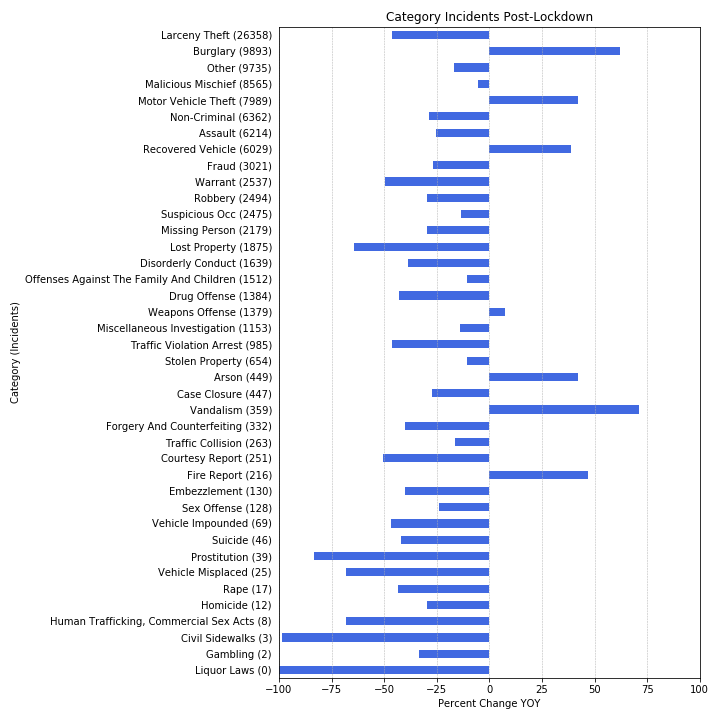 Category Incidents Post-Lockdown
Larceny Theft (26358)
Burglary (9893)
Other (9735)
Malicious Mischief (8565)
Motor Vehicle Theft (7989)
Non-Criminal (6362)
Assault (6214)
Recovered Vehicle (6029)
Fraud (3021)
Warrant (2537)
Robbery (2494)
Suspicious Occ (2475)
Missing Person (2179)
Lost Property (1875)
Disorderly Conduct (1639)
Offenses Against The Family And Children (1512)
Drug Offense (1384)
Weapons Offense (1379)
Miscellaneous Investigation (1153)
Traffic Violation Arrest (985)
Stolen Property (654)
Arson (449)
Case Closure (447)
Vandalism (359)
Forgery And Counterfeiting (332)
Traffic Collision (263)
Courtesy Report (251)
Fire Report (216)
Embezzlement (130)
Sex Offense (128)
Vehicle Impounded (69)
Suicide (46)
Prostitution (39)
Vehicle Misplaced (25)
Rape (17)
Homicide (12)
Human Trafficking, Commercial Sex Acts (8)
Civil Sidewalks (3)
Gambling (2)
Liquor Laws (0)
Category (Incidents)
−100 −75 −50 −25 0 25 50 75 100
Percent Change YOY